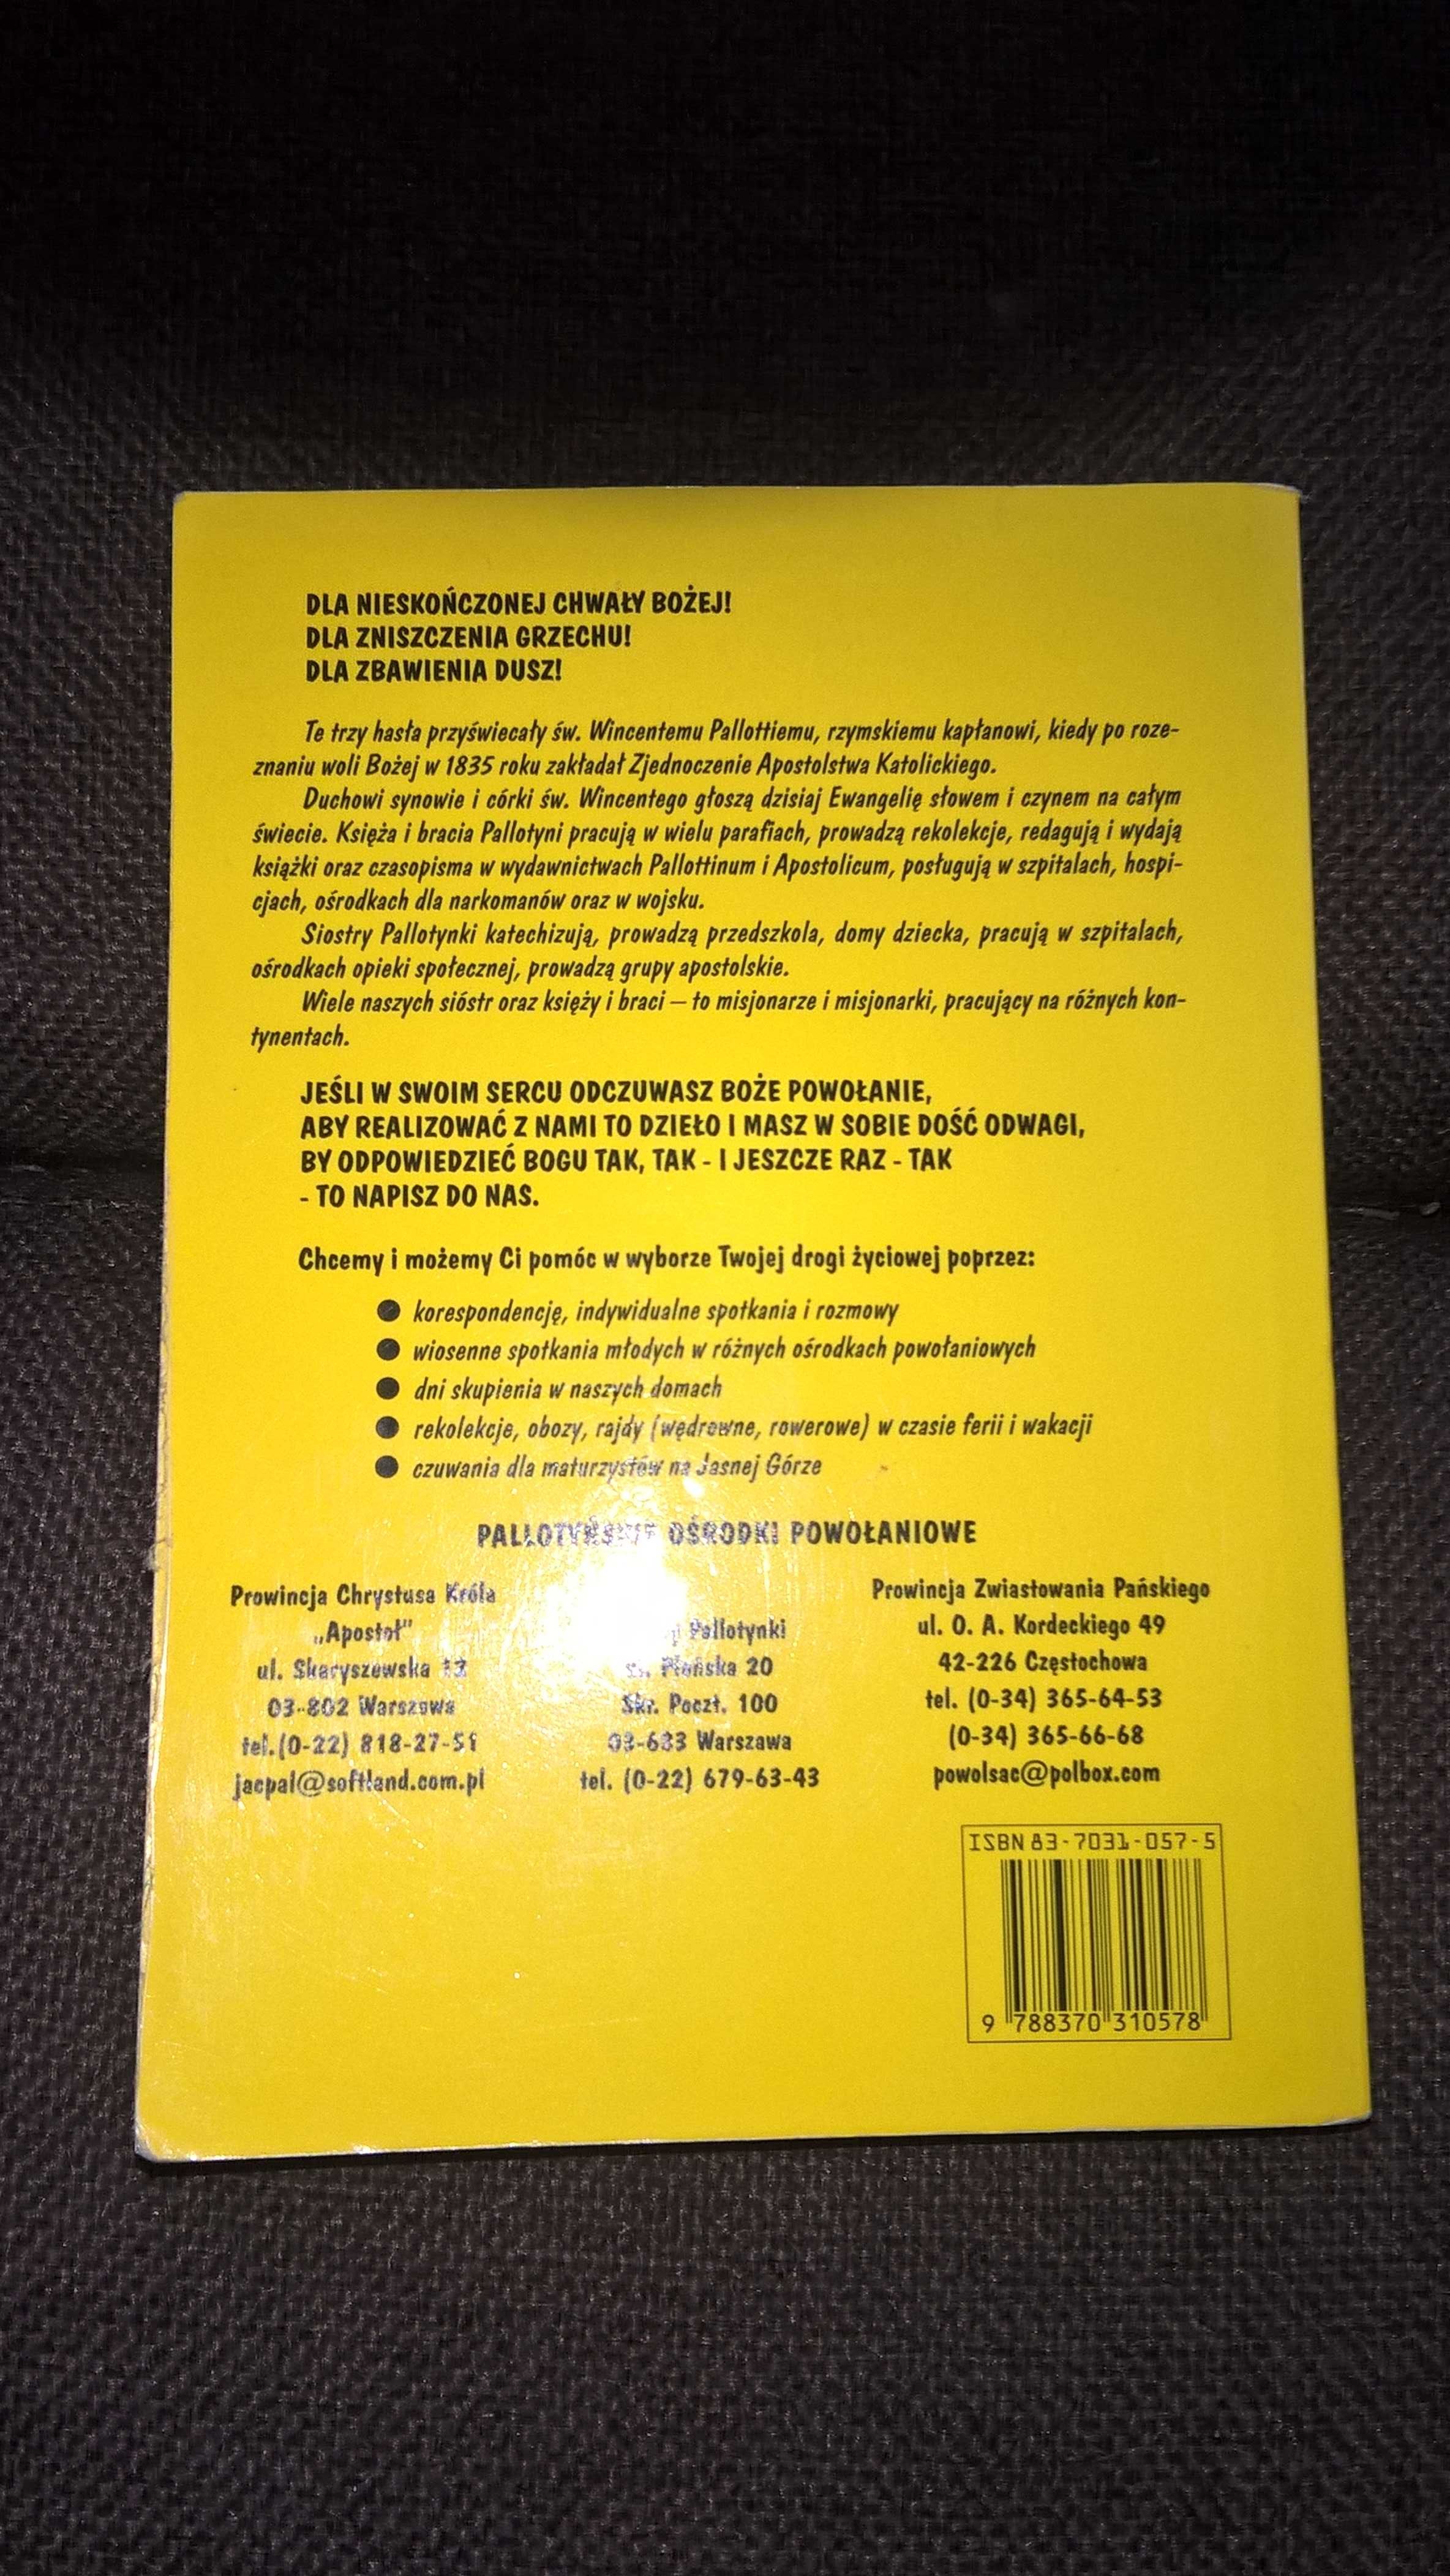 DLA NIESKOŃCZONEJ CHWAŁY BOŻEJ!
DLA ZNISZCZENIA GRZECHU!
DLA ZBAWIENIA DUSZ!
Te trzy hasła przyświecały św. Wincentemu Pallottiemu, rzymskiemu kapłanowi, kiedy po roze-
znaniu woli Bożej w 1835 roku zakładał Zjednoczenie Apostolstwa Katolickiego.
Duchowi synowie i córki św. Wincentego głoszą dzisiaj Ewangelię słowem i czynem na całym
świecie. Księża i bracia Pallotyni pracują w wielu parafiach, prowadzą rekolekcje, redagują i wydają
książki oraz czasopisma w wydawnictwach Pallottinum i Apostolicum, posługują w szpitalach, hospi-
cjach, ośrodkach dla narkomanów oraz w wojsku.
Siostry Pallotynki katechizują, prowadzą przedszkola, domy dziecka, pracują w szpitalach,
ośrodkach opieki społecznej, prowadzą grupy apostolskie.
Wiele naszych sióstr oraz księży i braci – to misjonarze i misjonarki, pracujący na różnych kon-
tynentach.
JEŚLI W SWOIM SERCU ODCZUWASZ BOŻE POWOŁANIE,
ABY REALIZOWAĆ Z NAMI TO DZIEŁO I MASZ W SOBIE DOŚĆ ODWAGI,
BY ODPOWIEDZIEĆ BOGU TAK, TAK - I JESZCZE RAZ - TAK
- TO NAPISZ DO NAS.
Chcemy i możemy Ci pomóc w wyborze Twojej drogi życiowej poprzez:
● korespondencję, indywidualne spotkania i rozmowy
● wiosenne spotkania młodych w różnych ośrodkach powołaniowych
● dni skupienia w naszych domach
● rekolekcje, obozy, rajdy (wędrowne, rowerowe) w czasie ferii i wakacji
● czuwania dla maturzystów na Jasnej Górze
PALLOTYŃSKIE OŚRODKI POWOŁANIOWE
Prowincja Chrystusa Króla
„Apostoł”
ul. Skaryszewska 12
03-802 Warszawa
tel.(0-22) 818-27-51
jacpal@softland.com.pl
Pallotynki
Płońska 20
Skr. Poczt. 100
03-683 Warszawa
tel. (0-22) 679-63-43
Prowincja Zwiastowania Pańskiego
ul. O. A. Kordeckiego 49
42-226 Częstochowa
tel. (0-34) 365-64-53
(0-34) 365-66-68
powolsac@polbox.com
ISBN 83-7031-057-5
9 788370 310578